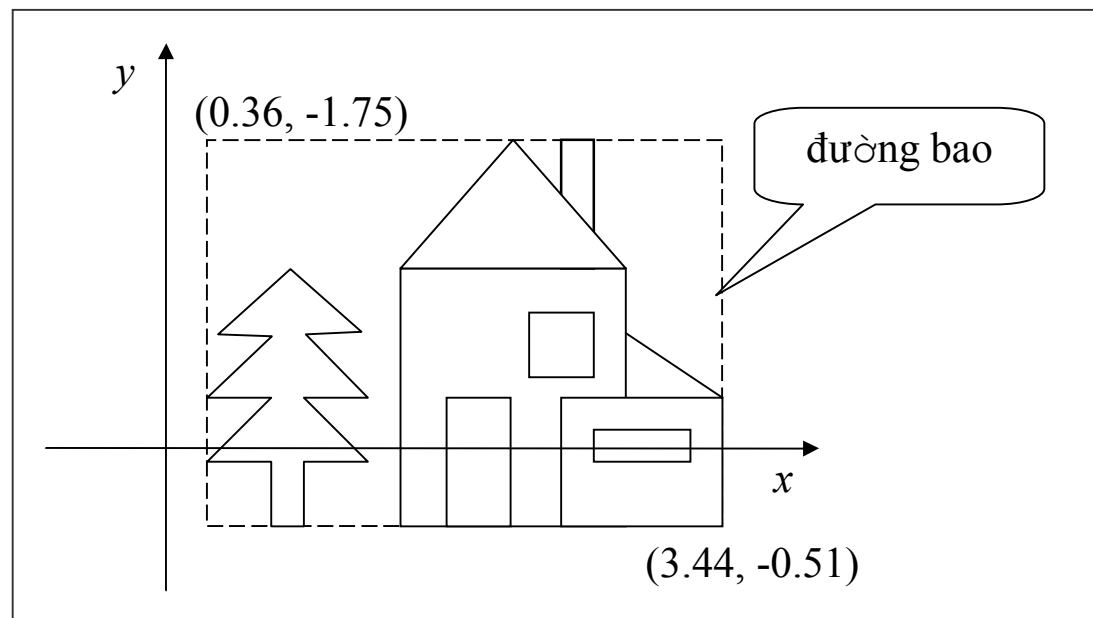 y
(0.36, -1.75)
đường bao
x
(3.44, -0.51)